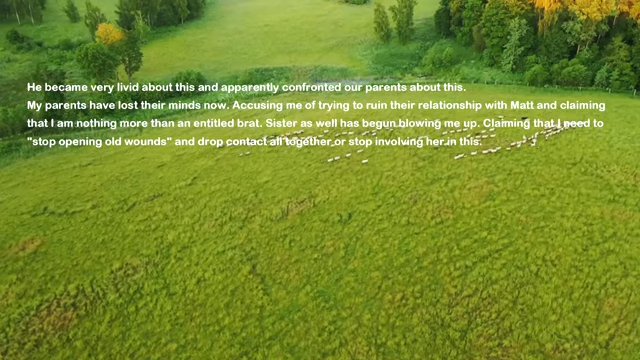 He became very livid about this and apparently confronted our parents about this.
My parents have lost their minds now. Accusing me of trying to ruin their relationship with Matt and claiming
that I am nothing more than an entitled brat. Sister as well has begun blowing me up. Claiming that I need to
"stop opening old wounds" and drop contact all together or stop involving her in this.